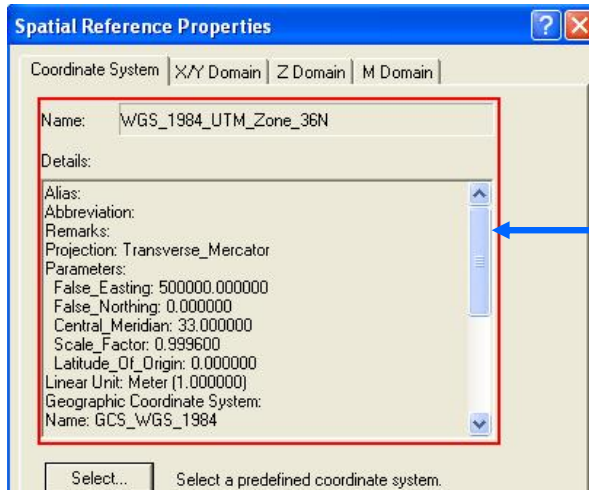 Spatial Reference Properties
Coordinate System X/Y Domain Z Domain M Domain
Name: WGS_1984_UTM_Zone_36N
Details:
Alias:
Abbreviation:
Remarks:
Projection: Transverse_Mercator
Parameters:
False_Easting: 500000.000000
False_Northing: 0.000000
Central_Meridian: 33.000000
Scale_Factor: 0.999600
Latitude_Of_Origin: 0.000000
Linear Unit: Meter (1.000000)
Geographic Coordinate System:
Name: GCS_WGS_1984
Select... Select a predefined coordinate system.